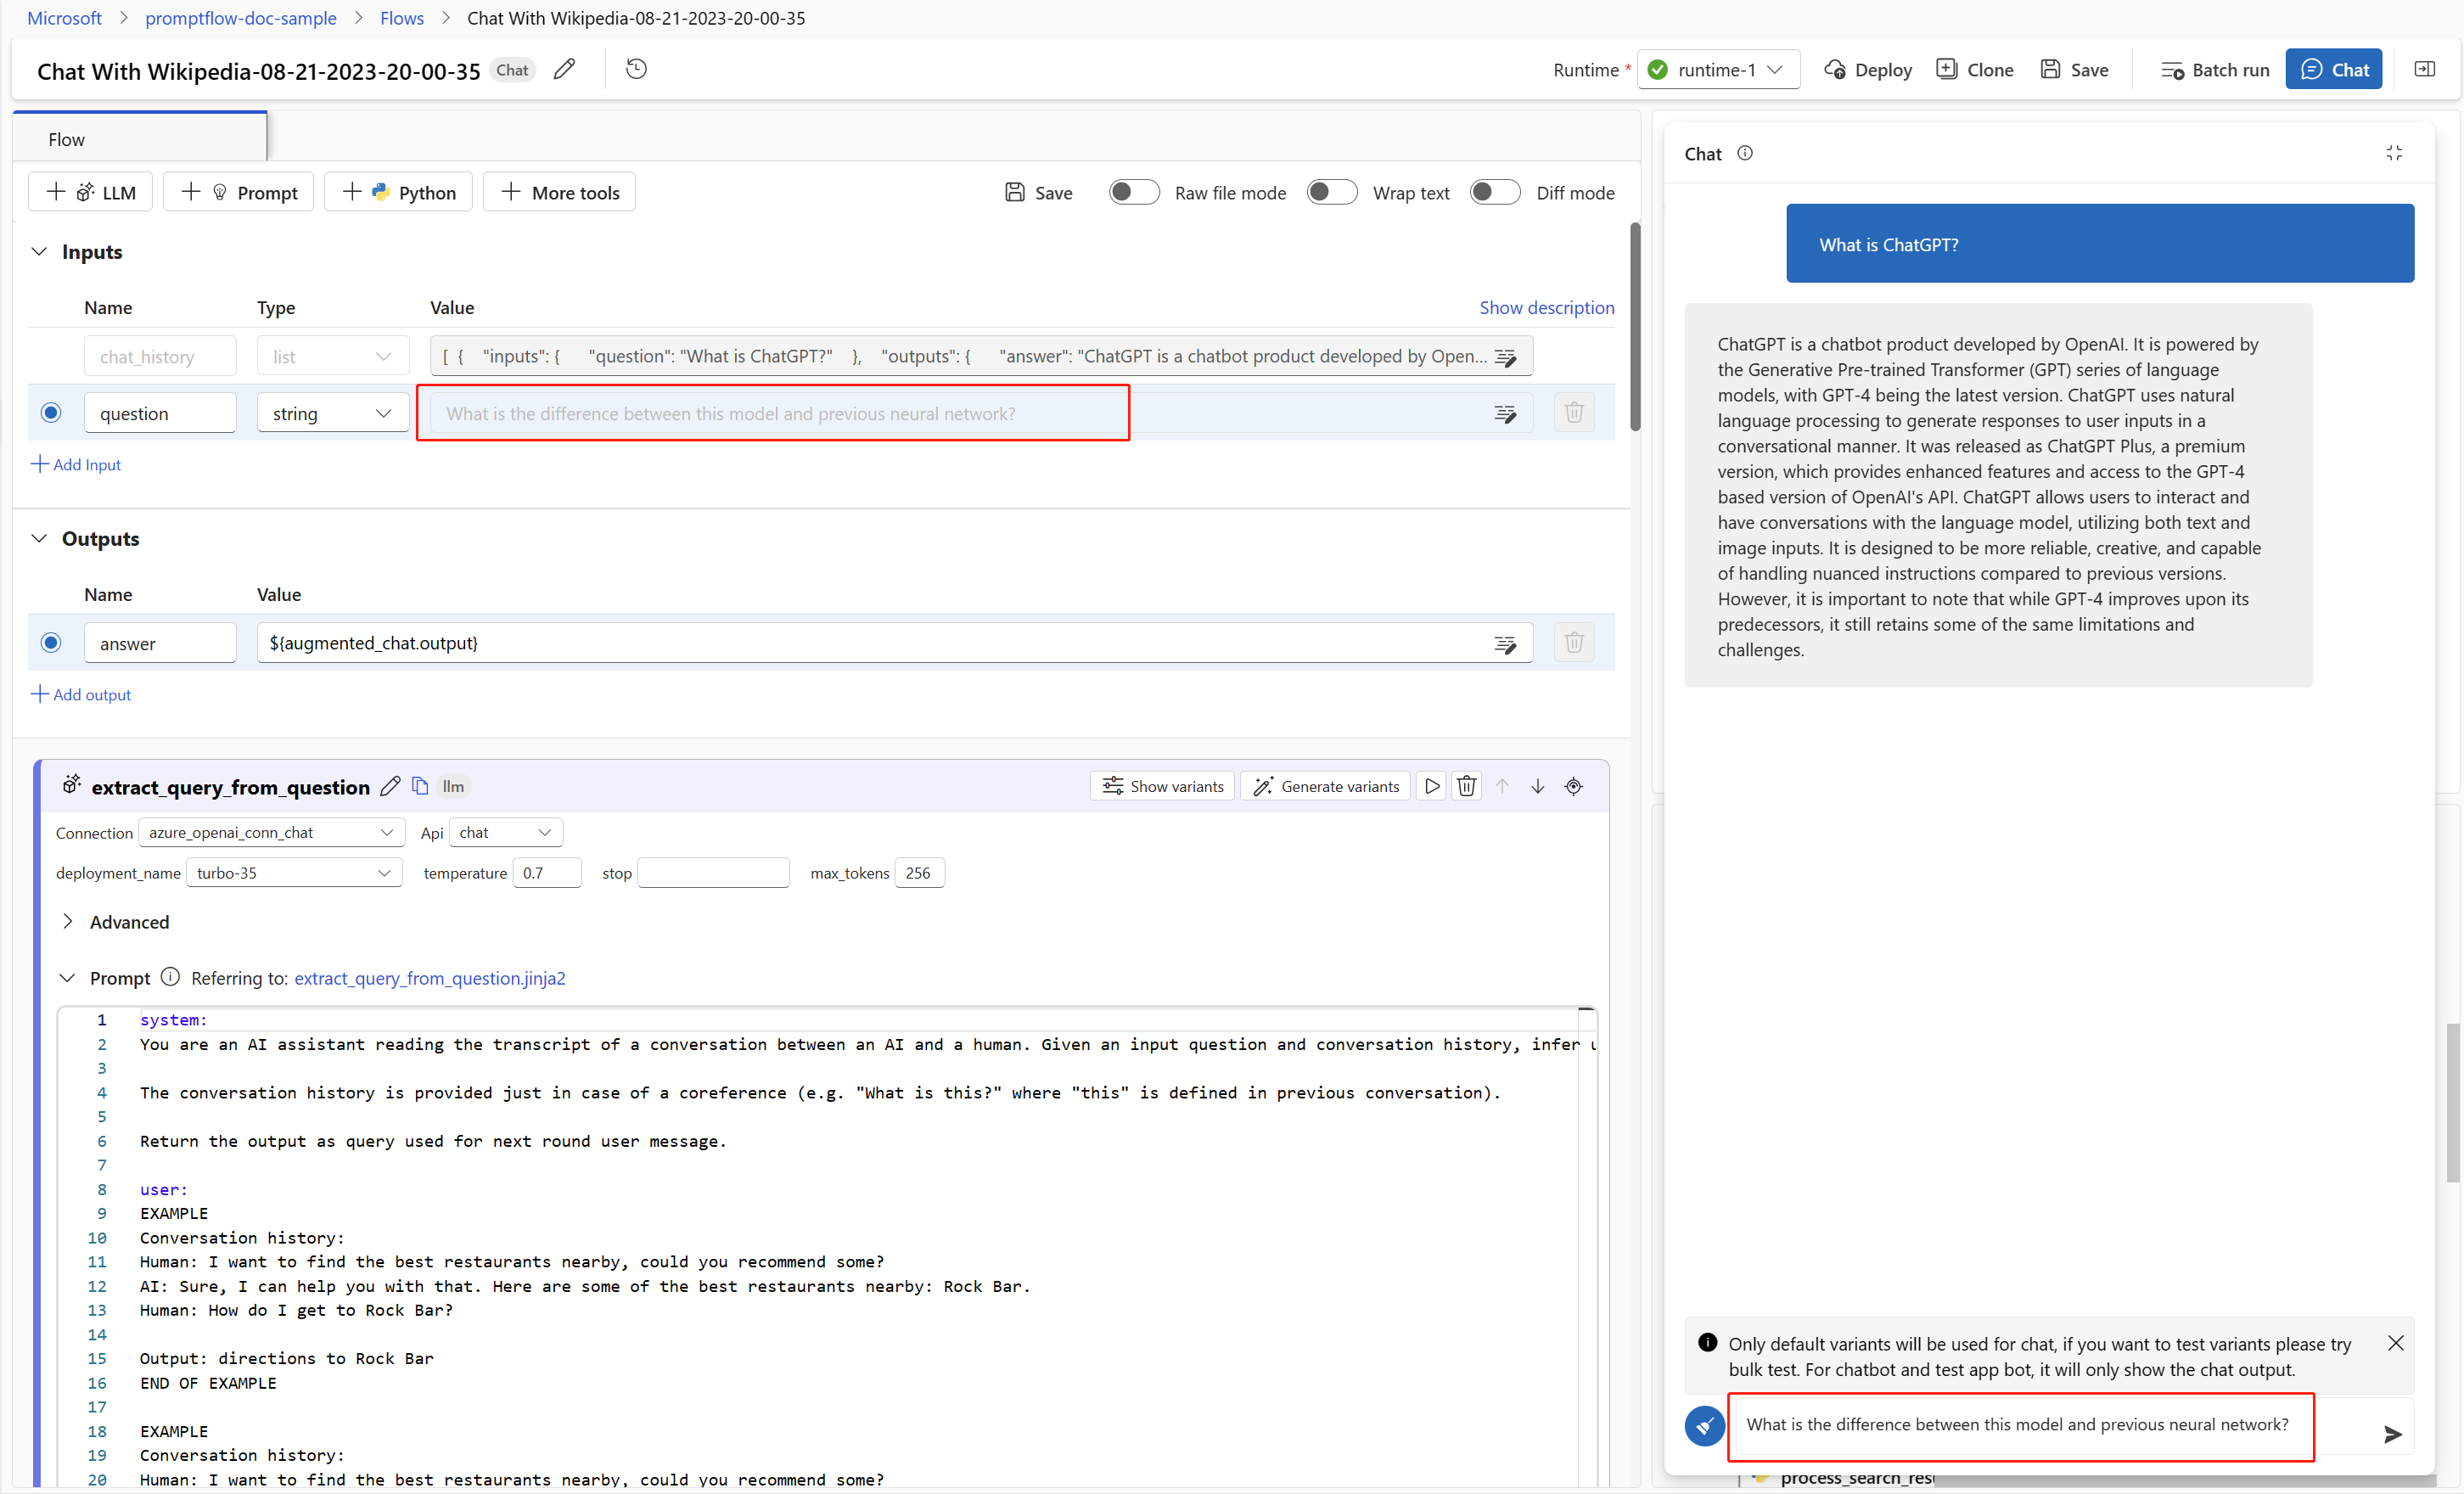 Microsoft > promptflow-doc-sample > Flows > Chat With Wikipedia-08-21-2023-20-00-35
Chat With Wikipedia-08-21-2023-20-00-35 Chat
Runtime * runtime-1 Deploy Clone Save Batch run Chat
Flow
LLM Prompt Python More tools Save Raw file mode Wrap text Diff mode
Inputs
Name Type Value Show description
chat_history list [ { "inputs": { "question": "What is ChatGPT?" }, "outputs": { "answer": "ChatGPT is a chatbot product developed by Open...
question string What is the difference between this model and previous neural network?
Add Input
Outputs
Name Value
answer ${augmented_chat.output}
Add output
extract_query_from_question llm Show variants Generate variants
Connection azure_openai_conn_chat Api chat
deployment_name turbo-35 temperature 0.7 stop max_tokens 256
Advanced
Prompt Referring to: extract_query_from_question.jinja2
1 system:
2 You are an AI assistant reading the transcript of a conversation between an AI and a human. Given an input question and conversation history, infer
3
4 The conversation history is provided just in case of a coreference (e.g. "What is this?" where "this" is defined in previous conversation).
5
6 Return the output as query used for next round user message.
7
8 user:
9 EXAMPLE
10 Conversation history:
11 Human: I want to find the best restaurants nearby, could you recommend some?
12 AI: Sure, I can help you with that. Here are some of the best restaurants nearby: Rock Bar.
13 Human: How do I get to Rock Bar?
14
15 Output: directions to Rock Bar
16 END OF EXAMPLE
17
18 EXAMPLE
19 Conversation history:
20 Human: I want to find the best restaurants nearby, could you recommend some?
Chat
What is ChatGPT?
ChatGPT is a chatbot product developed by OpenAI. It is powered by
the Generative Pre-trained Transformer (GPT) series of language
models, with GPT-4 being the latest version. ChatGPT uses natural
language processing to generate responses to user inputs in a
conversational manner. It was released as ChatGPT Plus, a premium
version, which provides enhanced features and access to the GPT-4
based version of OpenAI's API. ChatGPT allows users to interact and
have conversations with the language model, utilizing both text and
image inputs. It is designed to be more reliable, creative, and capable
of handling nuanced instructions compared to previous versions.
However, it is important to note that while GPT-4 improves upon its
predecessors, it still retains some of the same limitations and
challenges.
Only default variants will be used for chat, if you want to test variants please try
bulk test. For chatbot and test app bot, it will only show the chat output.
What is the difference between this model and previous neural network?
process_search_res